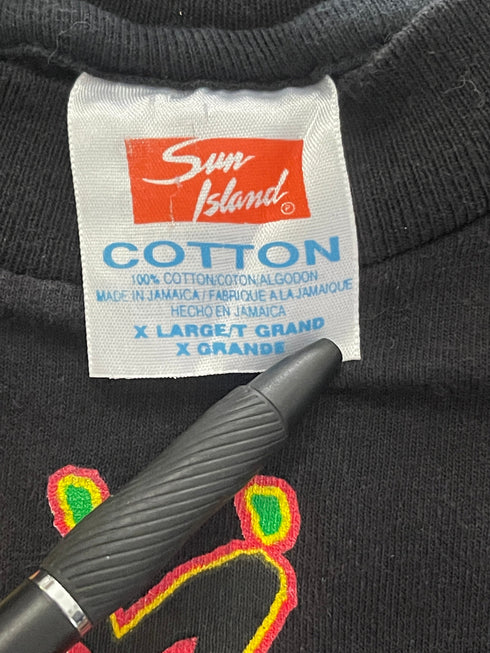 Sun
Island
COTTON
100% COTTON/COTON/ALGODON
MADE IN JAMAICA / FABRIQUE A LA JAMAIQUE
HECHO EN JAMAICA
X LARGE/T GRAND
X GRANDE